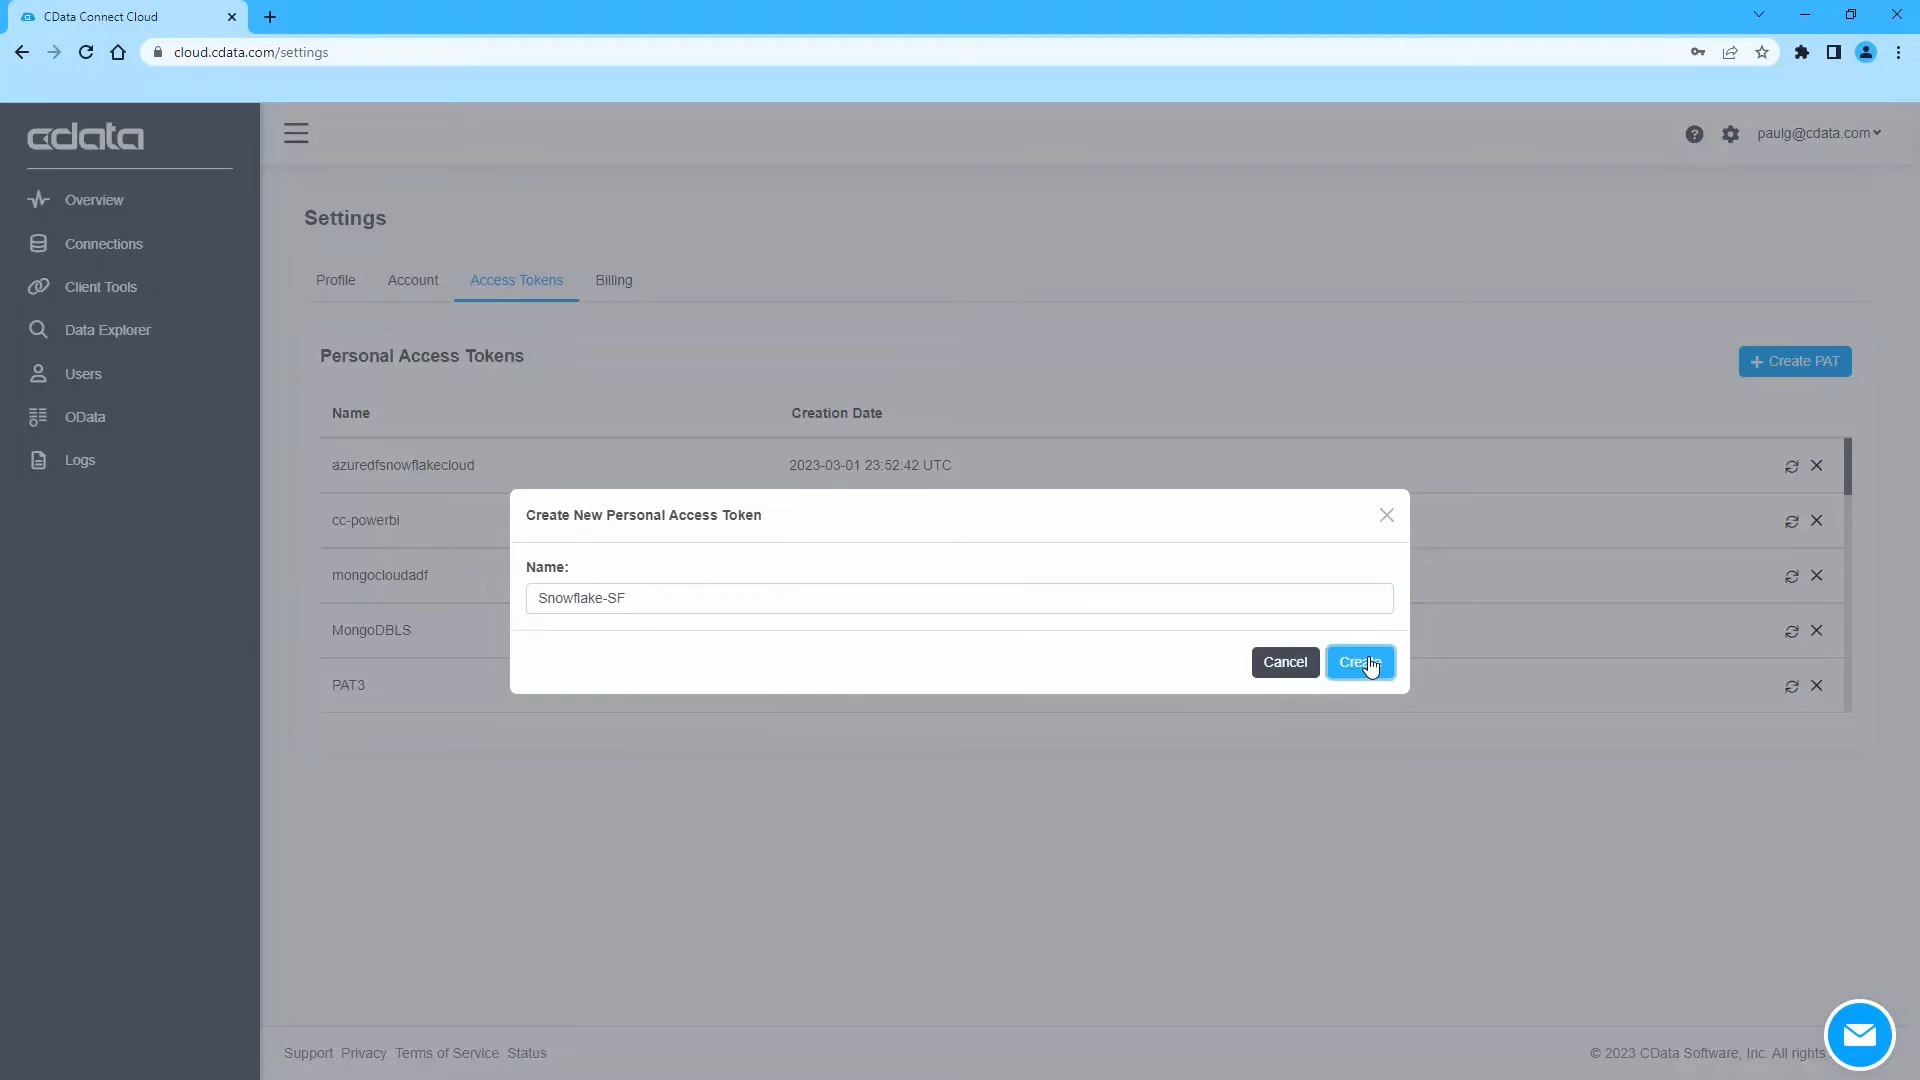 CData Connect Cloud
cloud.cdata.com/settings
cdata
paulg@cdata.com
Overview
Connections
Client Tools
Data Explorer
Users
OData
Logs
Settings
Profile Account Access Tokens Billing
Personal Access Tokens
+ Create PAT
Name Creation Date
azuredfsnowflakecloud 2023-03-01 23:52:42 UTC
cc-powerbi
mongocloudadf
MongoDBLS
PAT3
Create New Personal Access Token
Name:
Snowflake-SF
Cancel Create
Support Privacy Terms of Service Status
© 2023 CData Software, Inc. All rights